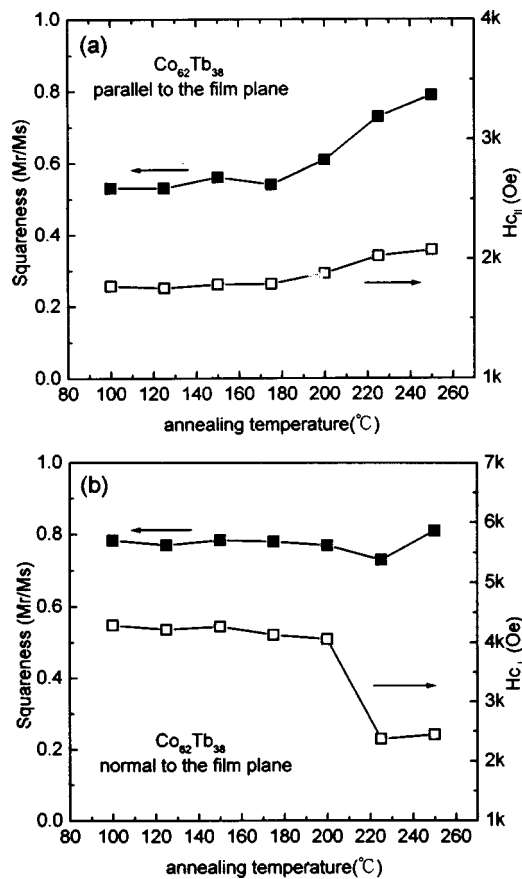 (a)
Co62Tb38
parallel to the film plane
Squareness (Mr/Ms)
1.0
0.8
0.6
0.4
0.2
0.0
4k
3k
2k
1k
Hc|| (Oe)
80 100 120 140 160 180 200 220 240 260
annealing temperature(℃)
(b)
Squareness (Mr/Ms)
1.0
0.8
0.6
0.4
0.2
0.0
7k
6k
5k
4k
3k
2k
1k
Hc (Oe)
Co62Tb38
normal to the film plane
80 100 120 140 160 180 200 220 240 260
annealing temperature(℃)